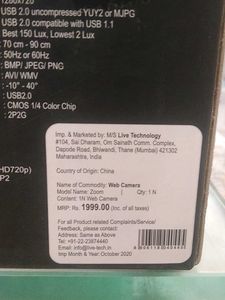 1280x720
USB 2.0 uncompressed YUY2 or MJPG
USB 2.0 compatible with USB 1.1
Best 150 Lux, Lowest 2 Lux
: 70 cm - 90 cm
: 50Hz or 60Hz
: BMP/ JPEG/ PNG
: AVI/ WMV
: -10° - 40°
: USB2.0
: CMOS 1/4 Color Chip
: 2P2G
HD720p)
P2
Imp. & Marketed by: M/S Live Technology
#104, Sai Dharam, Om Sainath Comm. Complex,
Dapode Road, Bhiwandi, Thane (Mumbai) 421302
Maharashtra, India
Country of Origin: China
Name of Commodity: Web Camera
Model Name: Zoom | Qty: 1 N
Content: 1N Web Camera
MRP: Rs. 1999.00 (Inc. of all taxes)
For all Product related Complaints/Service/
Feedback, please contact:
Address: Same as Above
Tel: +91-22-23874440
Email: info@live-tech.in
Imp Month & Year: October 2020